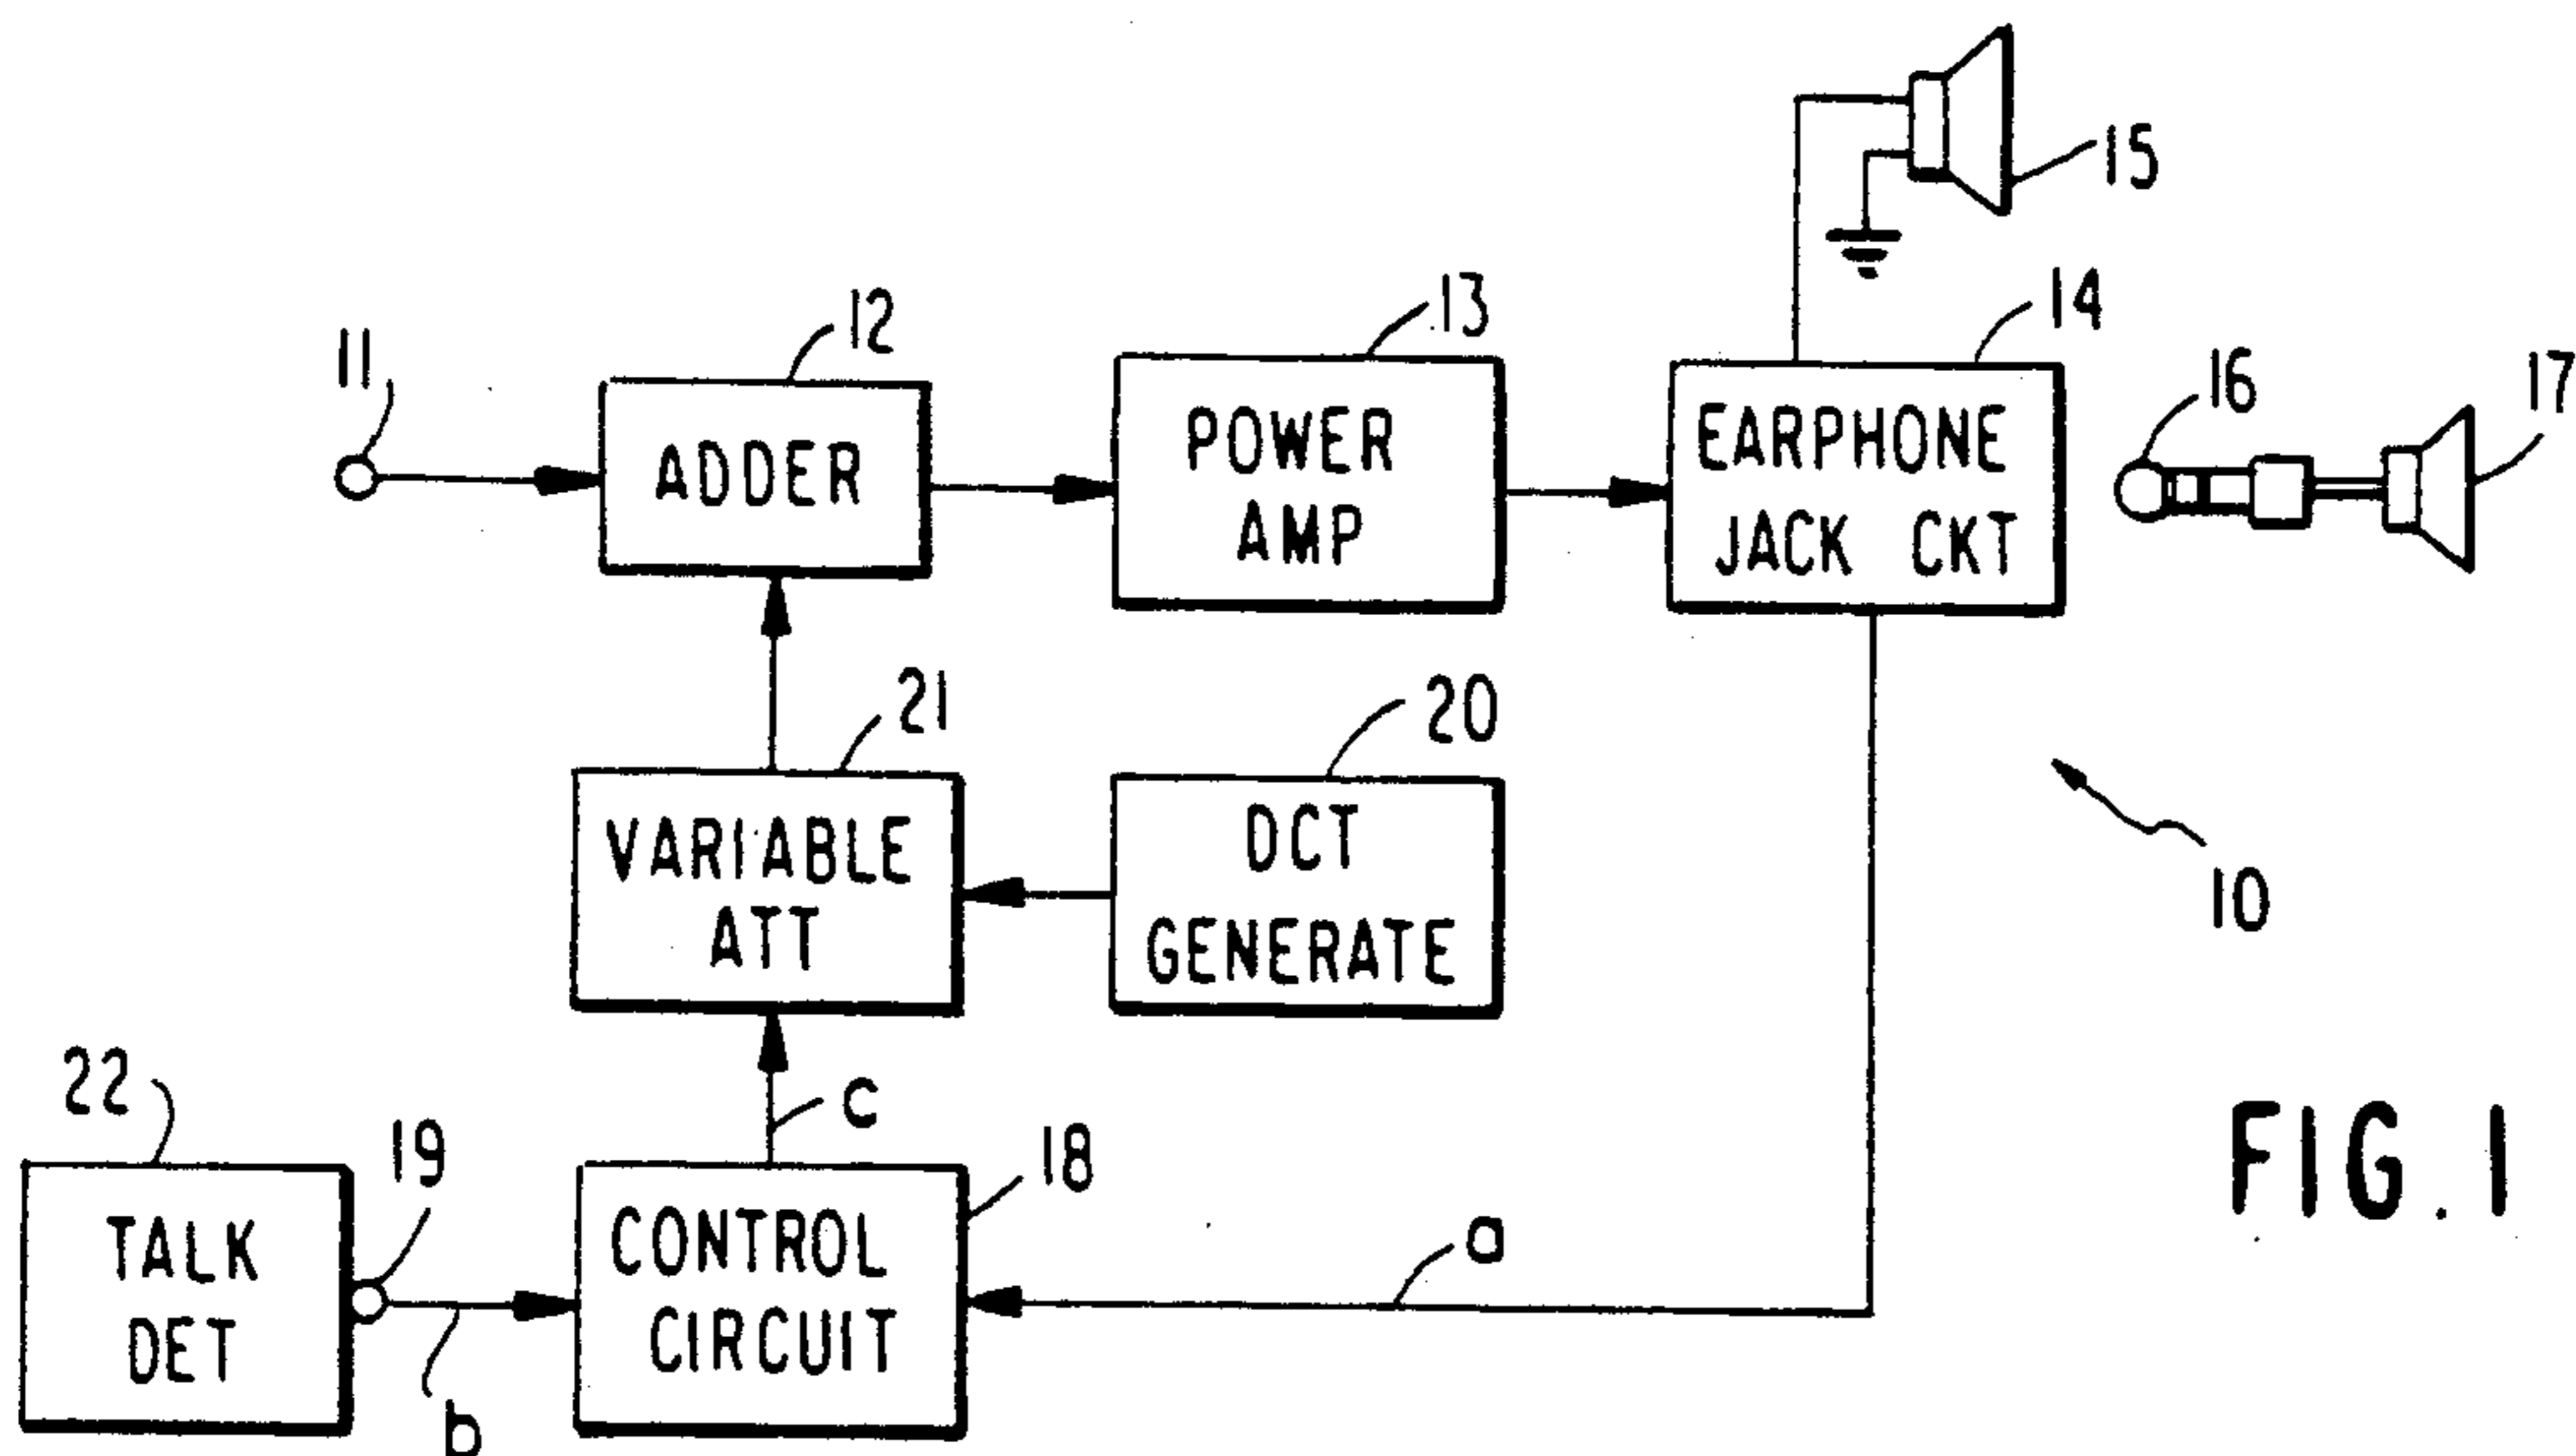 15
12
13
14
11
16
17
ADDER
POWER
AMP
EARPHONE
JACK CKT
21
20
VARIABLE
ATT
DCT
GENERATE
10
22
19
c
18
TALK
DET
CONTROL
CIRCUIT
a
b
FIG. 1